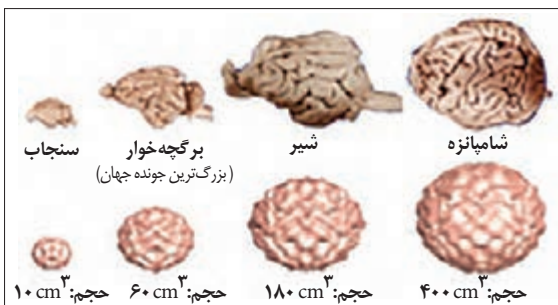 سنجاب
برگچه‌خوار
(بزرگ‌ترین جونده جهان)
شیر
شامپانزه
حجم: ۱۰ cm³
حجم: ۶۰ cm³
حجم: ۱۸۰ cm³
حجم: ۴۰۰ cm³